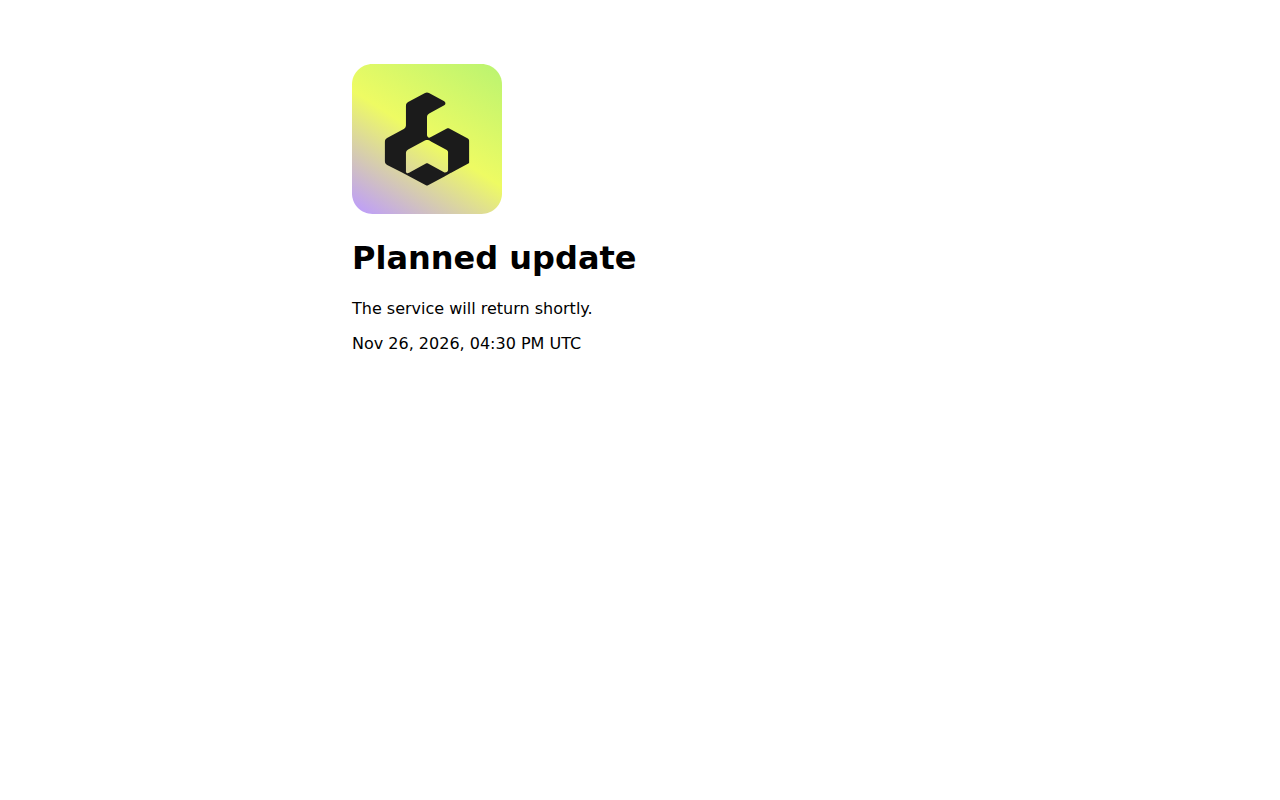 Planned update
The service will return shortly.
Nov 26, 2026, 04:30 PM UTC